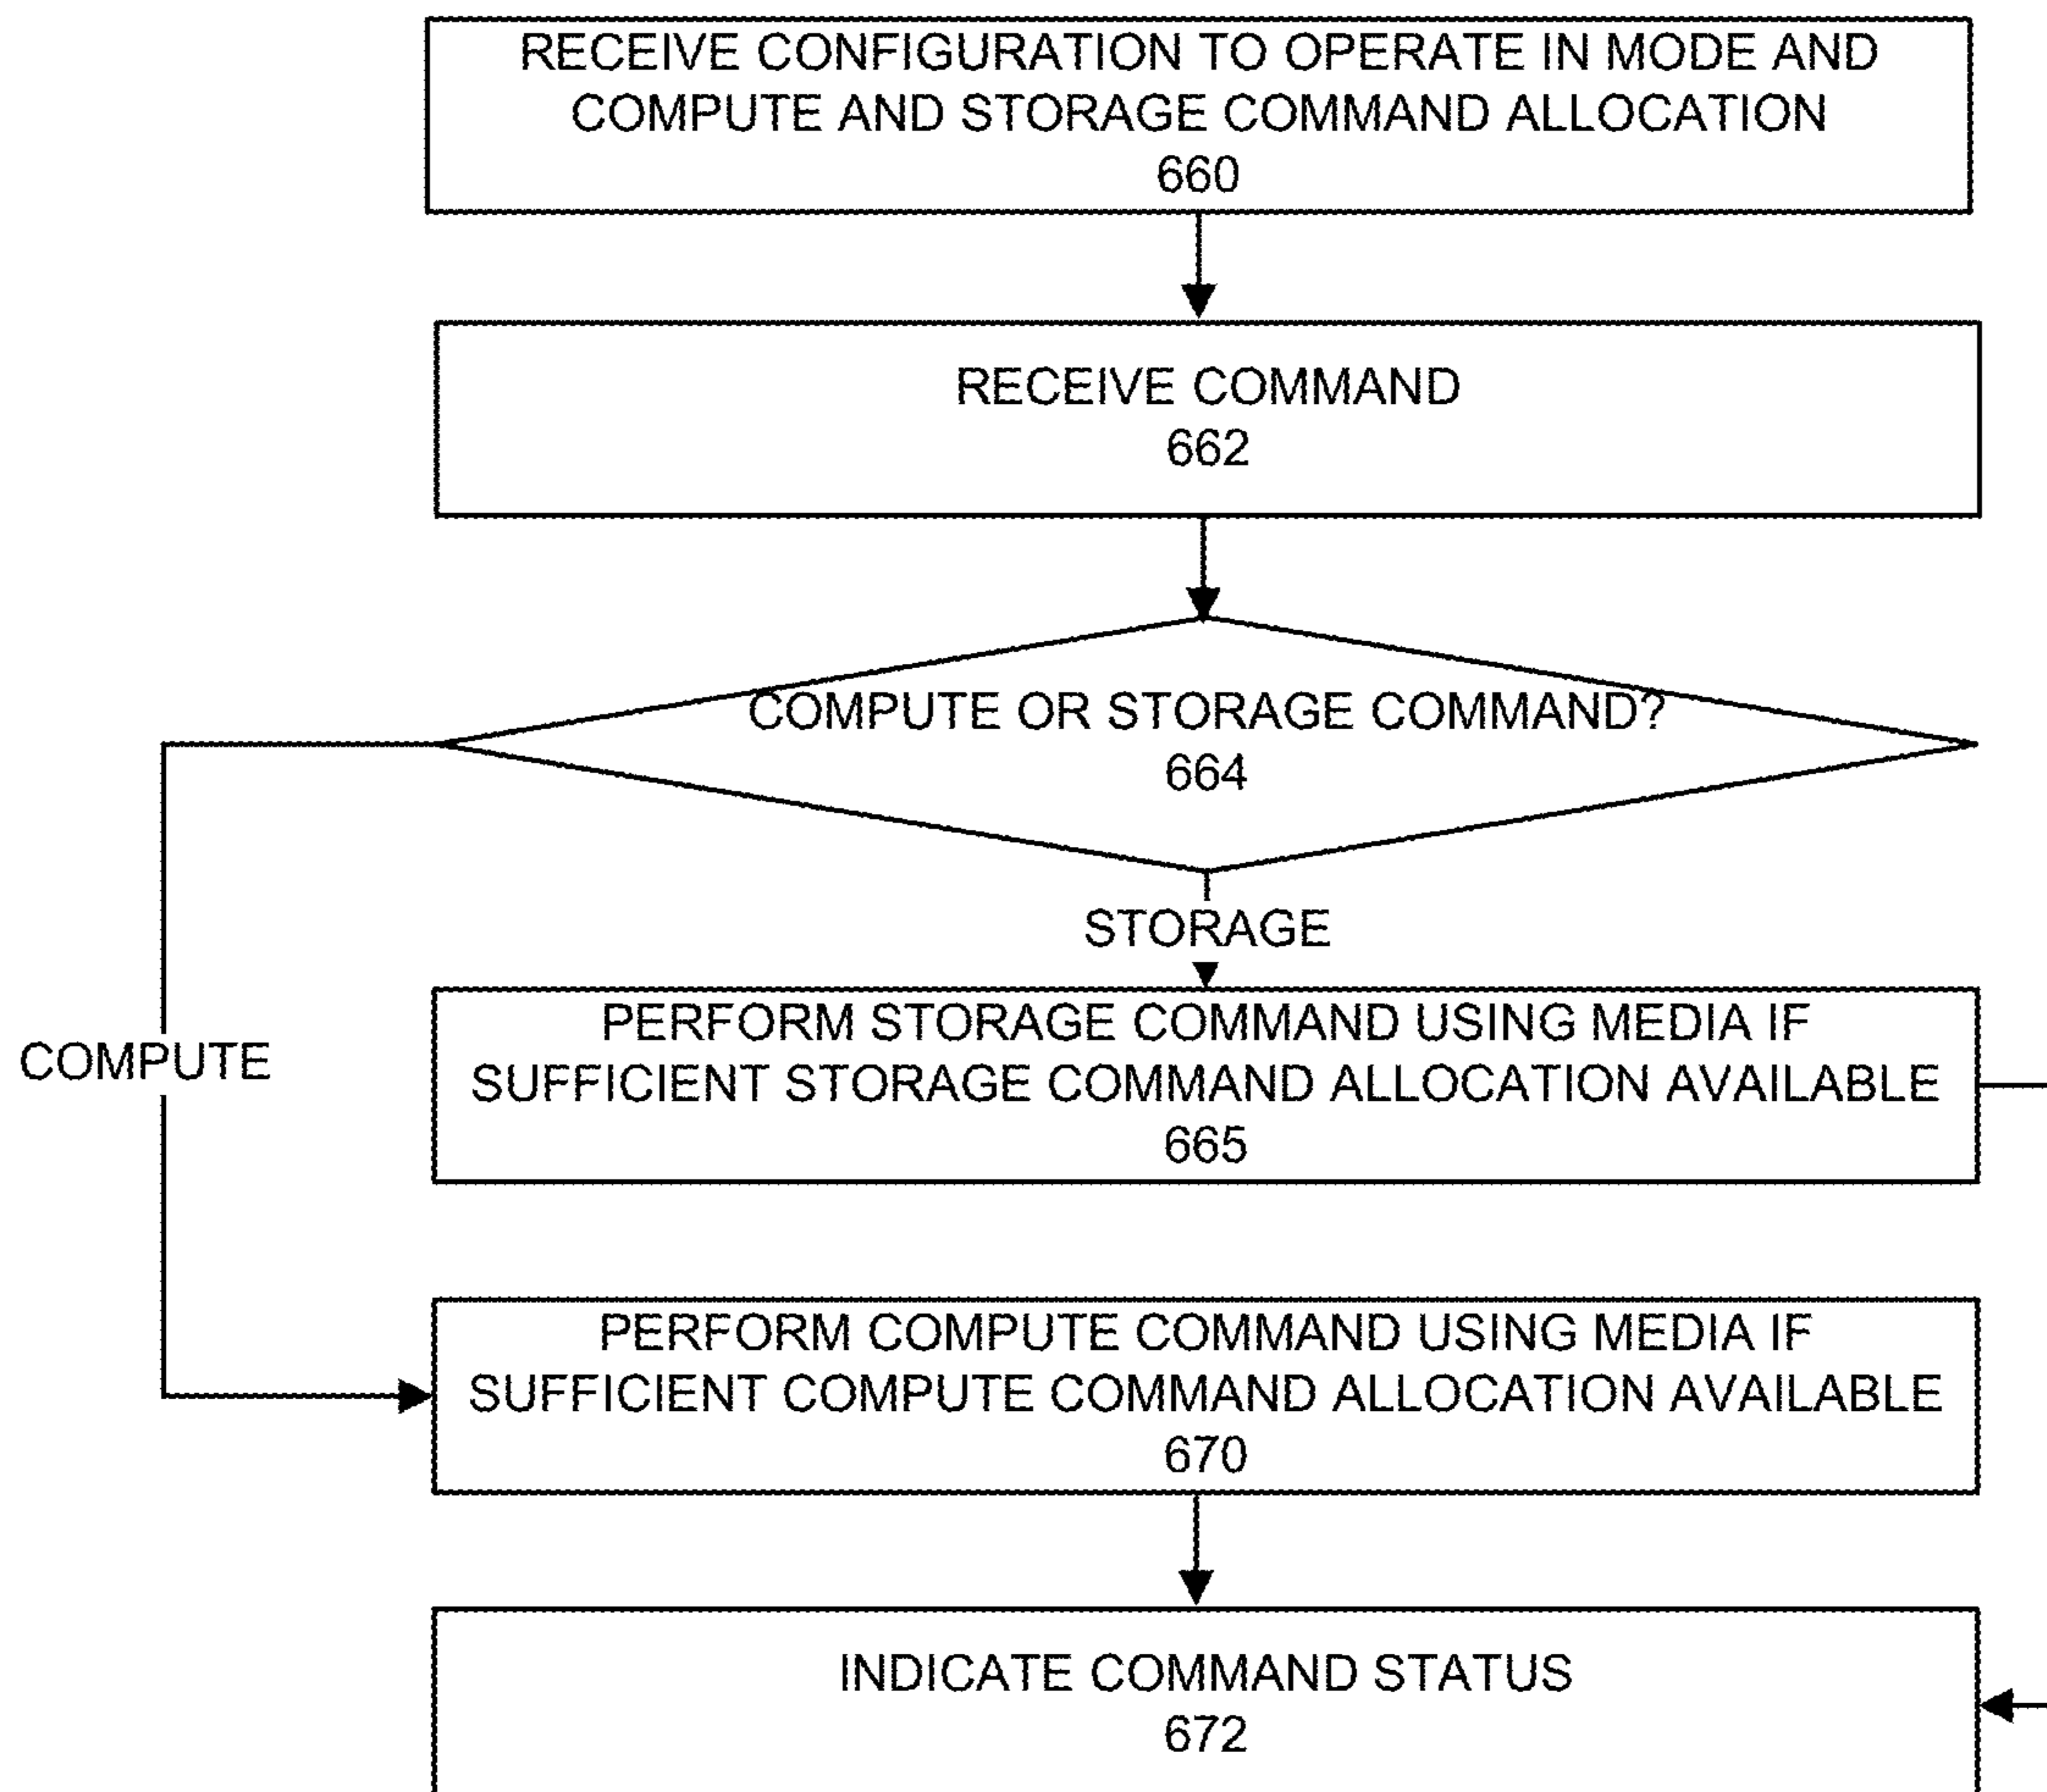 RECEIVE CONFIGURATION TO OPERATE IN MODE AND
COMPUTE AND STORAGE COMMAND ALLOCATION
660
RECEIVE COMMAND
662
COMPUTE OR STORAGE COMMAND?
664
STORAGE
COMPUTE
PERFORM STORAGE COMMAND USING MEDIA IF
SUFFICIENT STORAGE COMMAND ALLOCATION AVAILABLE
665
PERFORM COMPUTE COMMAND USING MEDIA IF
SUFFICIENT COMPUTE COMMAND ALLOCATION AVAILABLE
670
INDICATE COMMAND STATUS
672